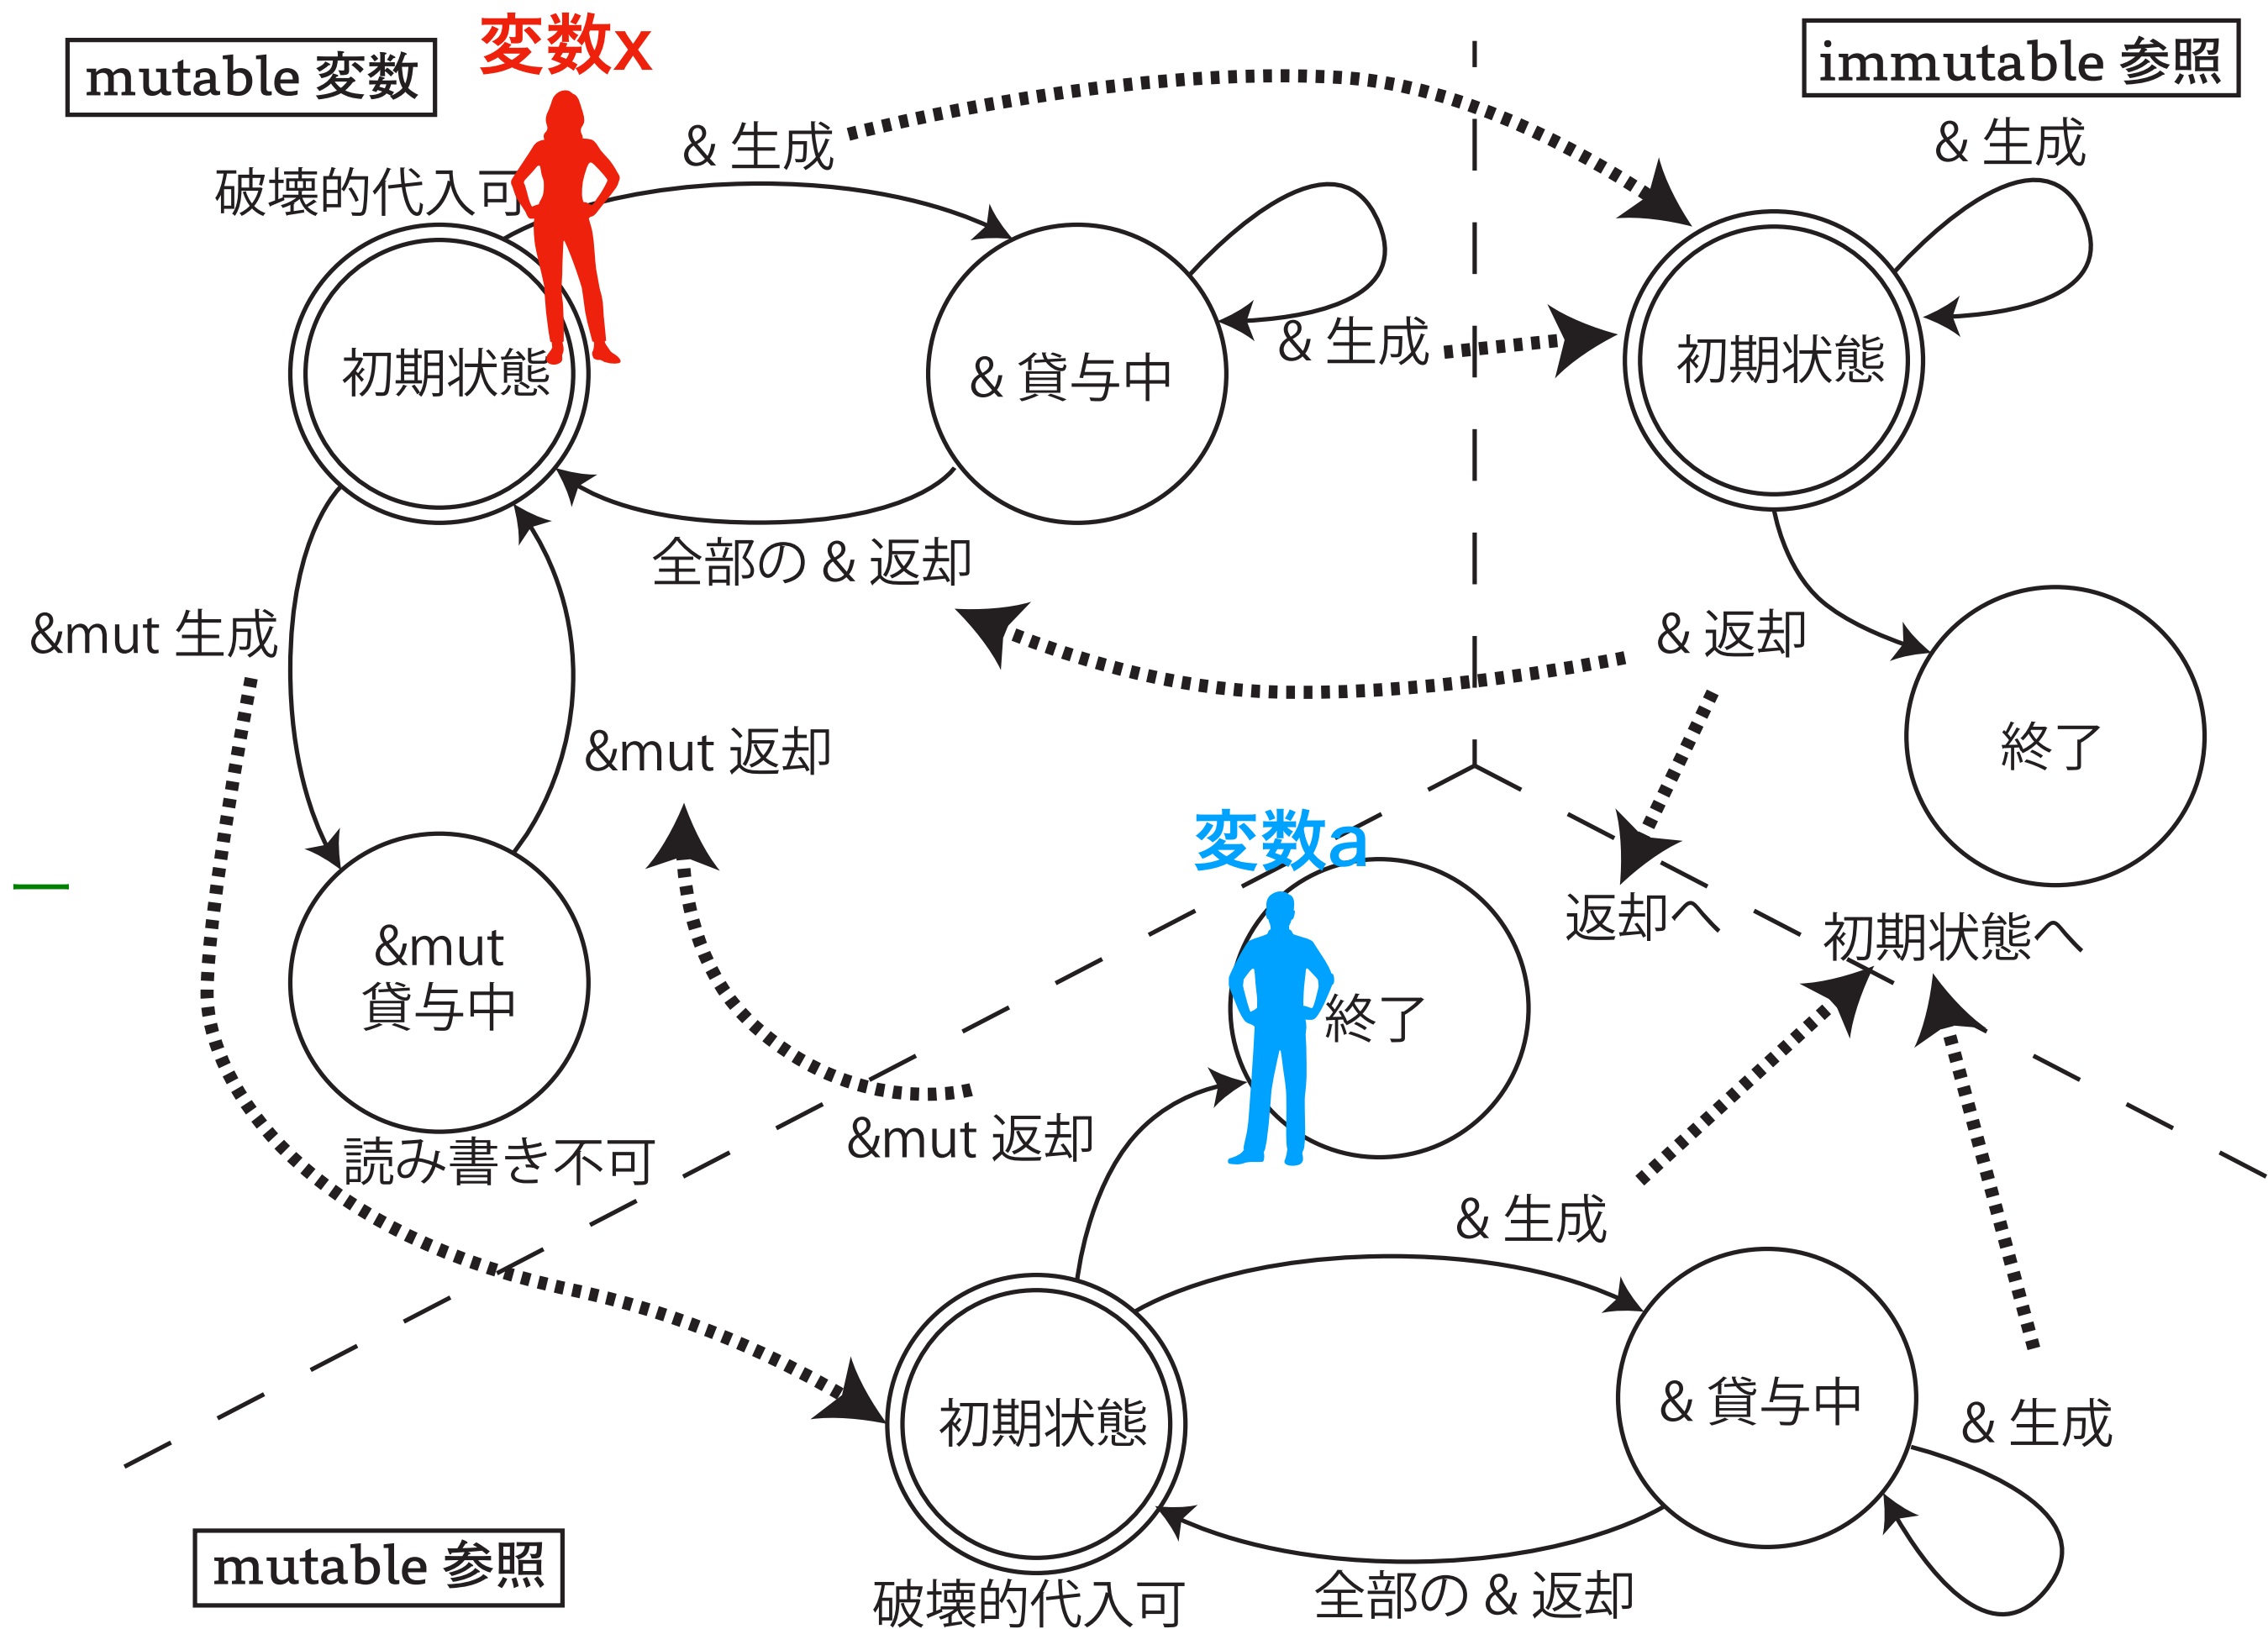 変数x
mutable 変数
immutable 参照
& 生成
& 生成
破壊的代入可
初期状態
& 貸与中
& 生成
初期状態
全部の & 返却
&mut 生成
& 返却
&mut 返却
終了
変数a
返却へ
初期状態へ
&mut
貸与中
終了
&mut 返却
読み書き不可
& 生成
初期状態
& 貸与中
& 生成
mutable 参照
破壊的代入可
全部の & 返却